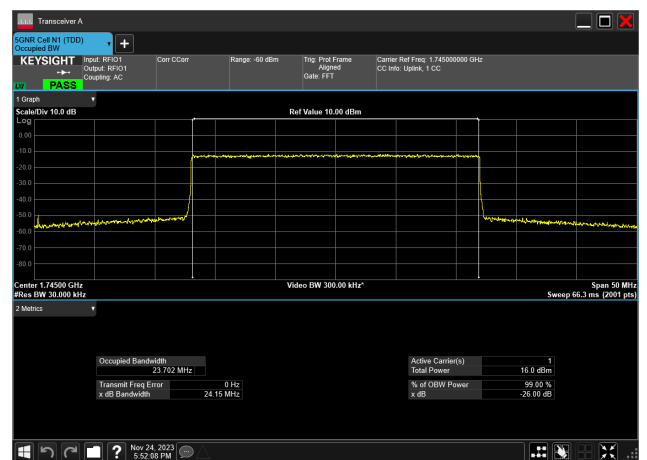 Transceiver A
5GNR Cell N1 (TDD)
Occupied BW
KEYSIGHT
Input: RFIO1
Output: RFIO1
Coupling: AC
Corr CCorr
Range: -60 dBm
Trig: Prot Frame
Aligned
Gate: FFT
Carrier Ref Freq: 1.745000000 GHz
CC Info: Uplink, 1 CC
LV PASS
1 Graph
Scale/Div 10.0 dB
Ref Value 10.00 dBm
Log
0.00
-10.0
-20.0
-30.0
-40.0
-50.0
-60.0
-70.0
-80.0
Center 1.74500 GHz
Video BW 300.00 kHz*
Span 50 MHz
#Res BW 30.000 kHz
Sweep 66.3 ms (2001 pts)
2 Metrics
Occupied Bandwidth
23.702 MHz
Active Carrier(s) 1
Total Power 16.0 dBm
Transmit Freq Error 0 Hz
x dB Bandwidth 24.15 MHz
% of OBW Power 99.00 %
x dB -26.00 dB
Nov 24, 2023
5:52:08 PM